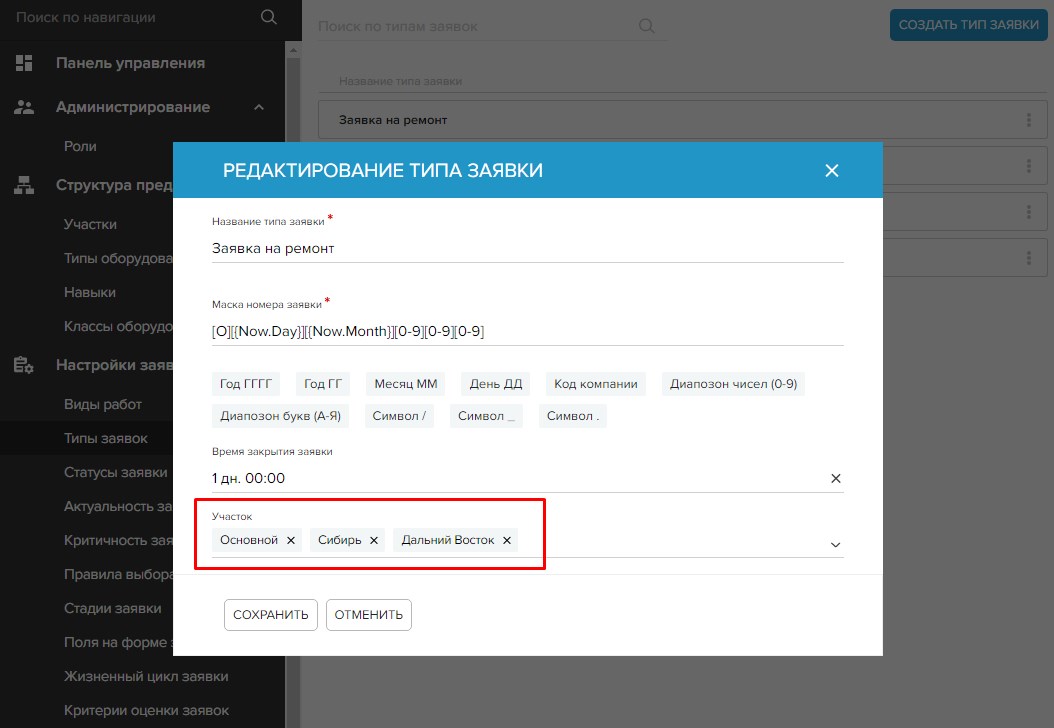 Поиск по навигации
Панель управления
Администрирование
Роли
Структура пред
Участки
Типы оборудова
Навыки
Классы оборудо
Настройки заяв
Виды работ
Типы заявок
Статусы заявки
Актуальность за
Критичность зая
Правила выбора
Стадии заявки
Поля на форме з
Жизненный цикл заявки
Критерии оценки заявок
Поиск по типам заявок
СОЗДАТЬ ТИП ЗАЯВКИ
Название типа заявки
Заявка на ремонт
РЕДАКТИРОВАНИЕ ТИПА ЗАЯВКИ
Название типа заявки *
Заявка на ремонт
Маска номера заявки *
[O][{Now.Day}][{Now.Month}][0-9][0-9][0-9]
Год ГГГГ Год ГГ Месяц ММ День ДД Код компании Диапозон чисел (0-9)
Диапозон букв (А-Я) Символ / Символ _ Символ .
Время закрытия заявки
1 дн. 00:00
Участок
Основной Сибирь Дальний Восток
СОХРАНИТЬ ОТМЕНИТЬ